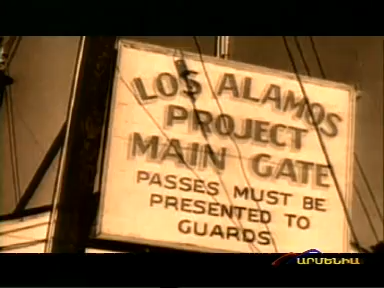 LOS ALAMOS
PROJECT
MAIN GATE
PASSES MUST BE
PRESENTED TO
GUARDS
ԱՐՄԵՆԻԱ